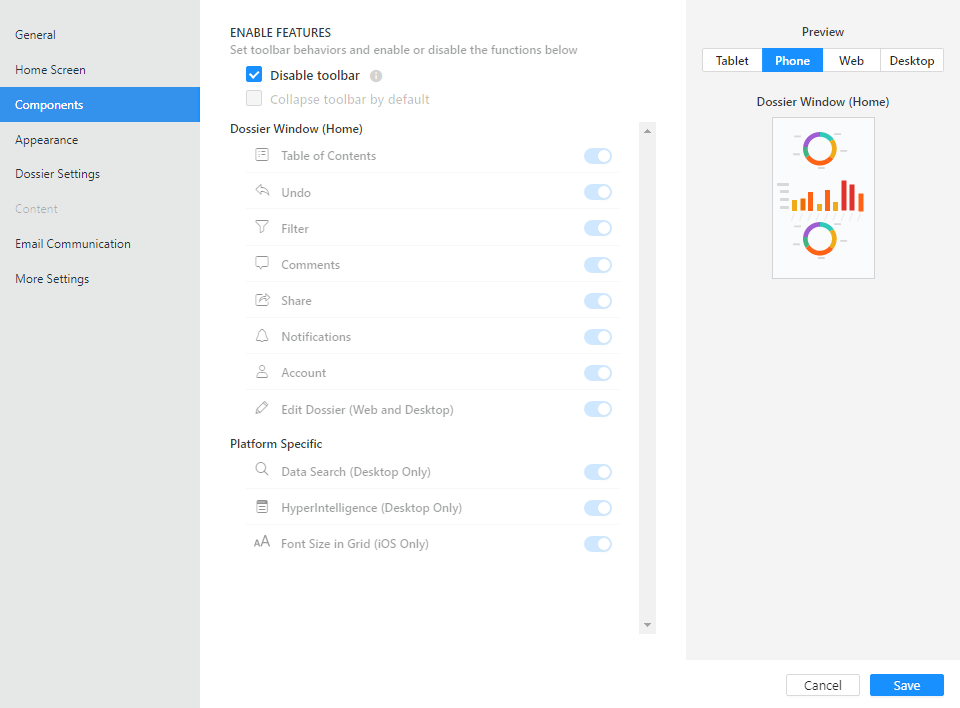 General
Home Screen
Components
Appearance
Dossier Settings
Content
Email Communication
More Settings
ENABLE FEATURES
Set toolbar behaviors and enable or disable the functions below
Disable toolbar
Collapse toolbar by default
Dossier Window (Home)
Table of Contents
Undo
Filter
Comments
Share
Notifications
Account
Edit Dossier (Web and Desktop)
Platform Specific
Data Search (Desktop Only)
HyperIntelligence (Desktop Only)
AA Font Size in Grid (iOS Only)
Preview
Tablet Phone Web Desktop
Dossier Window (Home)
Cancel Save